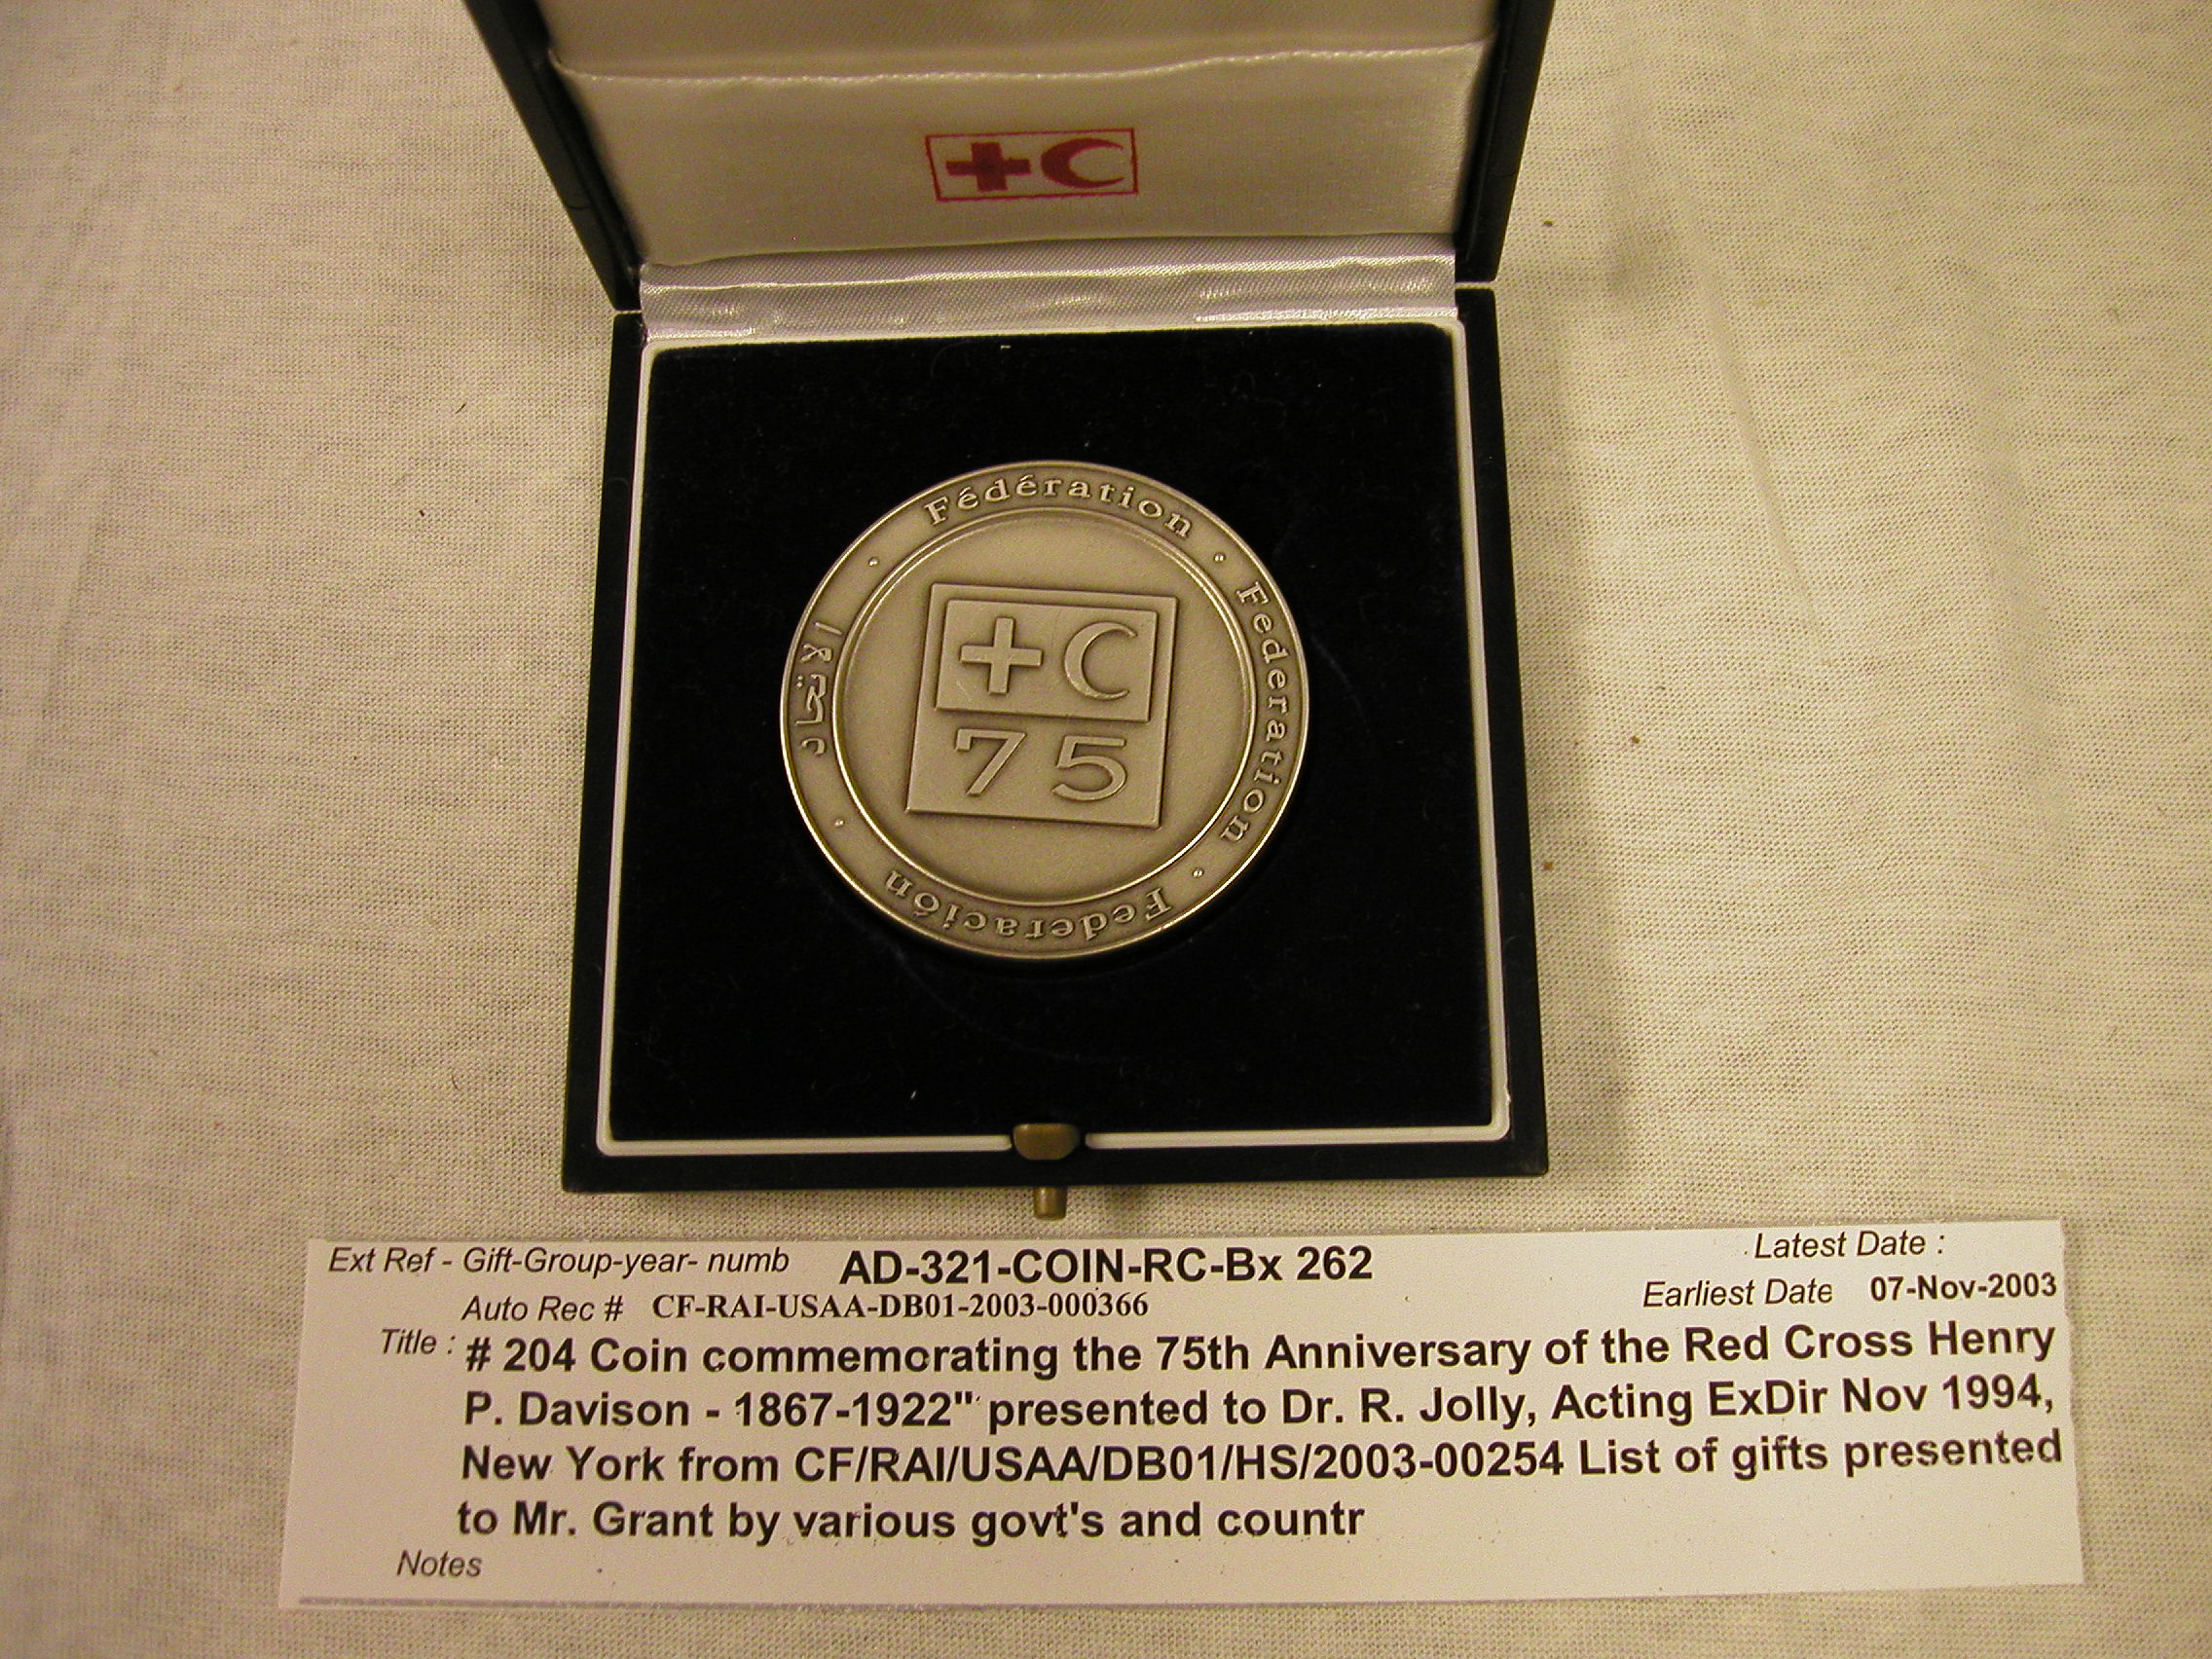 Fédération
Federation
Federación
الاتحاد
75
Ext Ref - Gift-Group-year- numb AD-321-COIN-RC-Bx 262 Latest Date :
Auto Rec # CF-RAI-USAA-DB01-2003-000366 Earliest Date 07-Nov-2003
Title : # 204 Coin commemorating the 75th Anniversary of the Red Cross Henry
P. Davison - 1867-1922" presented to Dr. R. Jolly, Acting ExDir Nov 1994,
New York from CF/RAI/USAA/DB01/HS/2003-00254 List of gifts presented
to Mr. Grant by various govt's and countr
Notes